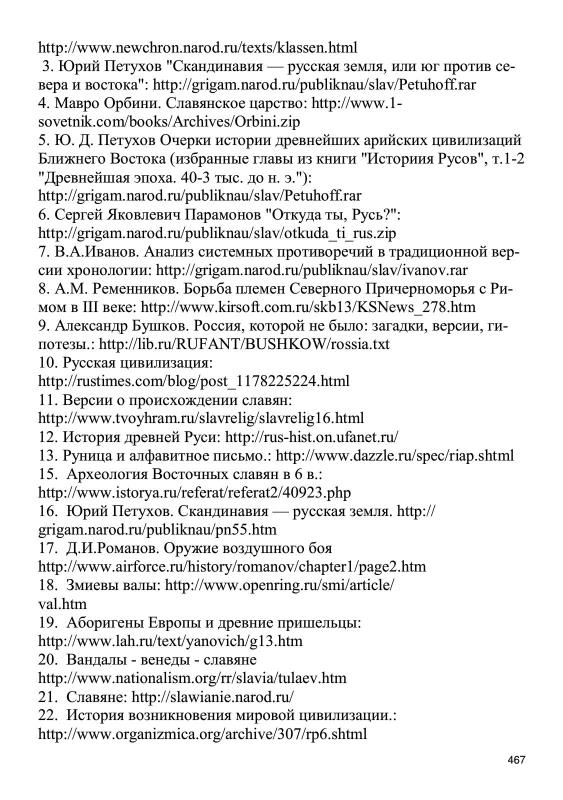 http://www.newchron.narod.ru/texts/klassen.html
3. Юрий Петухов "Скандинавия — русская земля, или юг против се-
вера и востока": http://grigam.narod.ru/publiknau/slav/Petuhoff.rar
4. Мавро Орбини. Славянское царство: http://www.1-
sovetnik.com/books/Archives/Orbini.zip
5. Ю. Д. Петухов Очерки истории древнейших арийских цивилизаций
Ближнего Востока (избранные главы из книги "Историия Русов", т.1-2
"Древнейшая эпоха. 40-3 тыс. до н. э."):
http://grigam.narod.ru/publiknau/slav/Petuhoff.rar
6. Сергей Яковлевич Парамонов "Откуда ты, Русь?":
http://grigam.narod.ru/publiknau/slav/otkuda_ti_rus.zip
7. В.А.Иванов. Анализ системных противоречий в традиционной вер-
сии хронологии: http://grigam.narod.ru/publiknau/slav/ivanov.rar
8. А.М. Ременников. Борьба племен Северного Причерноморья с Ри-
мом в III веке: http://www.kirsoft.com.ru/skb13/KSNews_278.htm
9. Александр Бушков. Россия, которой не было: загадки, версии, ги-
потезы.: http://lib.ru/RUFANT/BUSHKOW/rossia.txt
10. Русская цивилизация:
http://rustimes.com/blog/post_1178225224.html
11. Версии о происхождении славян:
http://www.tvoyhram.ru/slavrelig/slavrelig16.html
12. История древней Руси: http://rus-hist.on.ufanet.ru/
13. Руница и алфавитное письмо.: http://www.dazzle.ru/spec/riap.shtml
15. Археология Восточных славян в 6 в.:
http://www.istorya.ru/referat/referat2/40923.php
16. Юрий Петухов. Скандинавия — русская земля. http://
grigam.narod.ru/publiknau/pn55.htm
17. Д.И.Романов. Оружие воздушного боя
http://www.airforce.ru/history/romanov/chapter1/page2.htm
18. Змиевы валы: http://www.openring.ru/smi/article/
val.htm
19. Аборигены Европы и древние пришельцы:
http://www.lah.ru/text/yanovich/g13.htm
20. Вандалы - венеды - славяне
http://www.nationalism.org/rr/slavia/tulaev.htm
21. Славяне: http://slawianie.narod.ru/
22. История возникновения мировой цивилизации.:
http://www.organizmica.org/archive/307/rp6.shtml
467